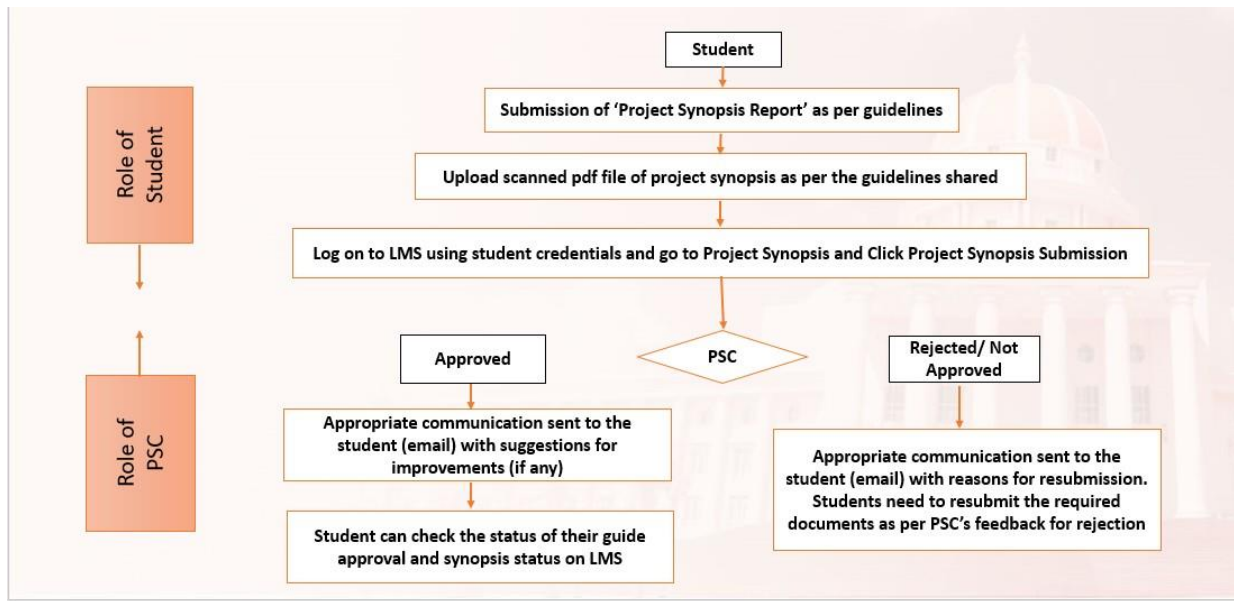 Student
Submission of ‘Project Synopsis Report’ as per guidelines
Upload scanned pdf file of project synopsis as per the guidelines shared
Log on to LMS using student credentials and go to Project Synopsis and Click Project Synopsis Submission
PSC
Role of
Student
Role of
PSC
Approved
Appropriate communication sent to the
student (email) with suggestions for
improvements (if any)
Student can check the status of their guide
approval and synopsis status on LMS
Rejected/ Not
Approved
Appropriate communication sent to the
student (email) with reasons for resubmission.
Students need to resubmit the required
documents as per PSC’s feedback for rejection